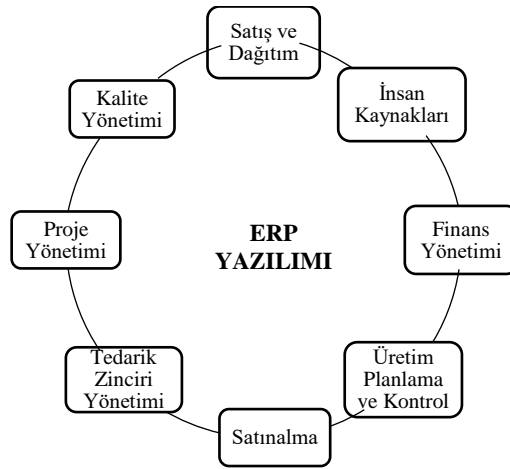 Satış ve
Dağıtım
İnsan
Kaynakları
Finans
Yönetimi
Üretim
Planlama
ve Kontrol
Satınalma
Tedarik
Zinciri
Yönetimi
Proje
Yönetimi
Kalite
Yönetimi
ERP
YAZILIMI